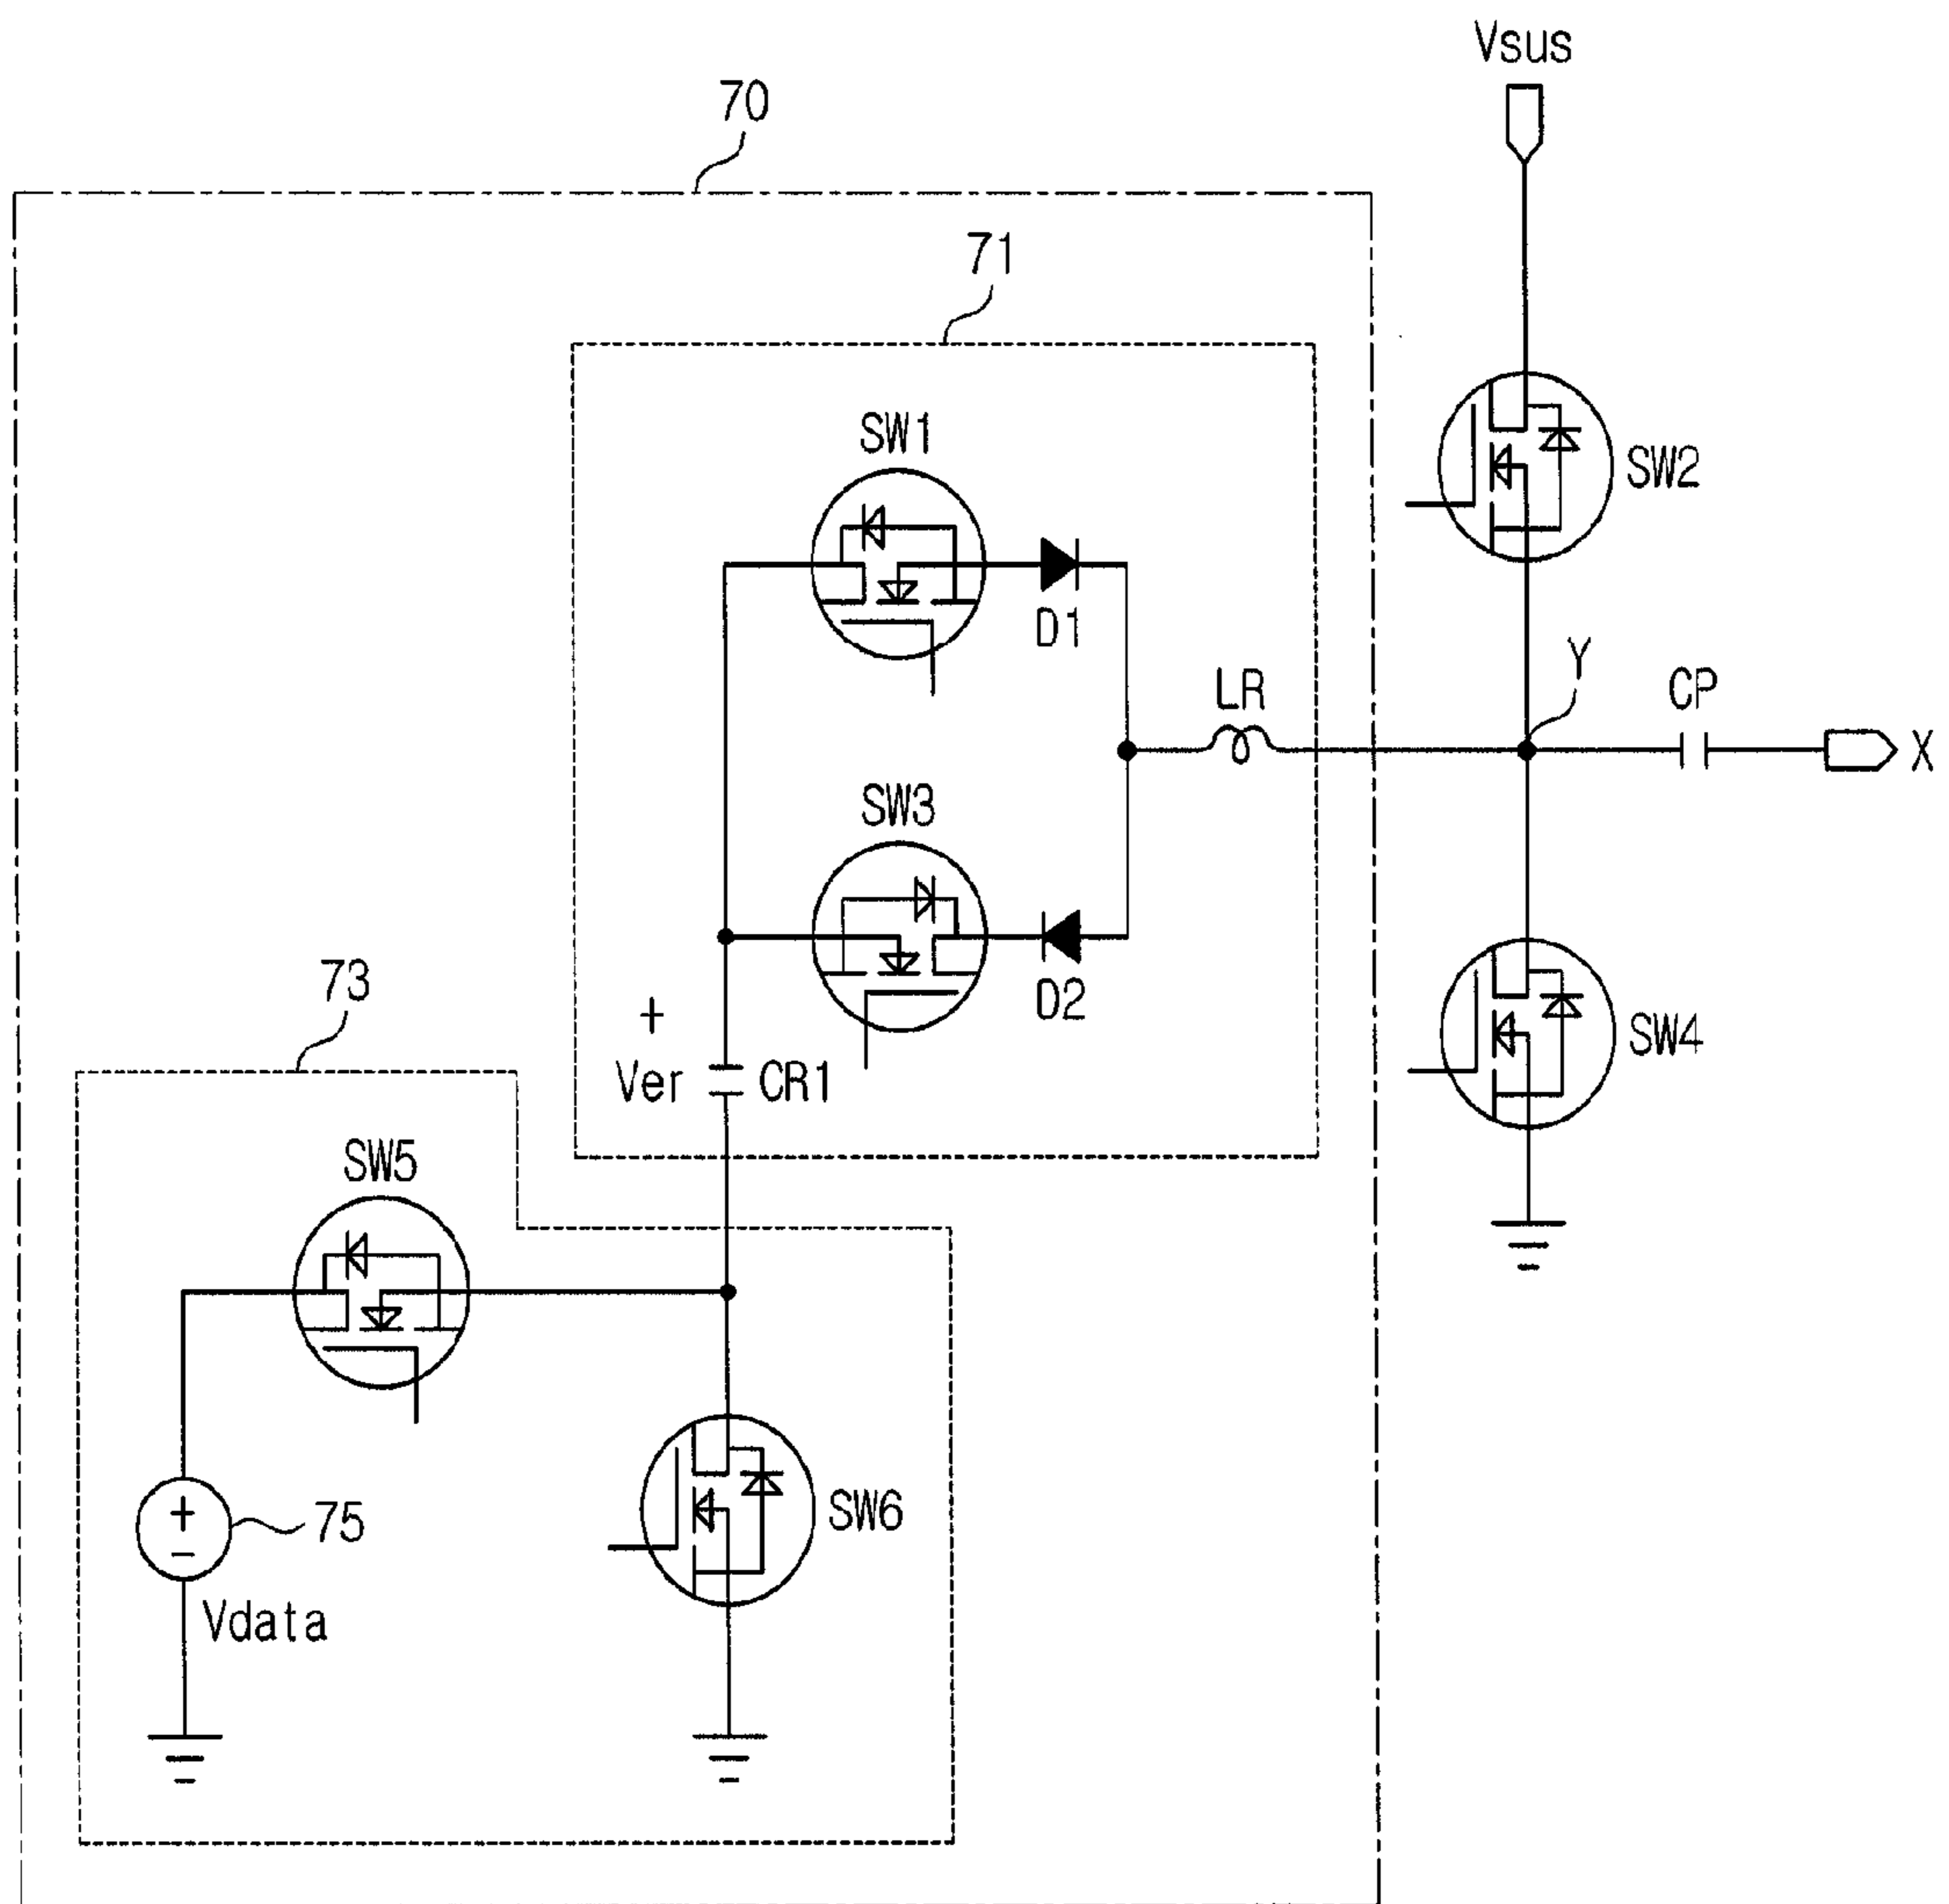 Vsus
70
71
SW1
SW2
D1
Y
LR
CP
X
SW3
D2
73
+
Ver
CR1
SW4
SW5
+
-
75
SW6
Vdata